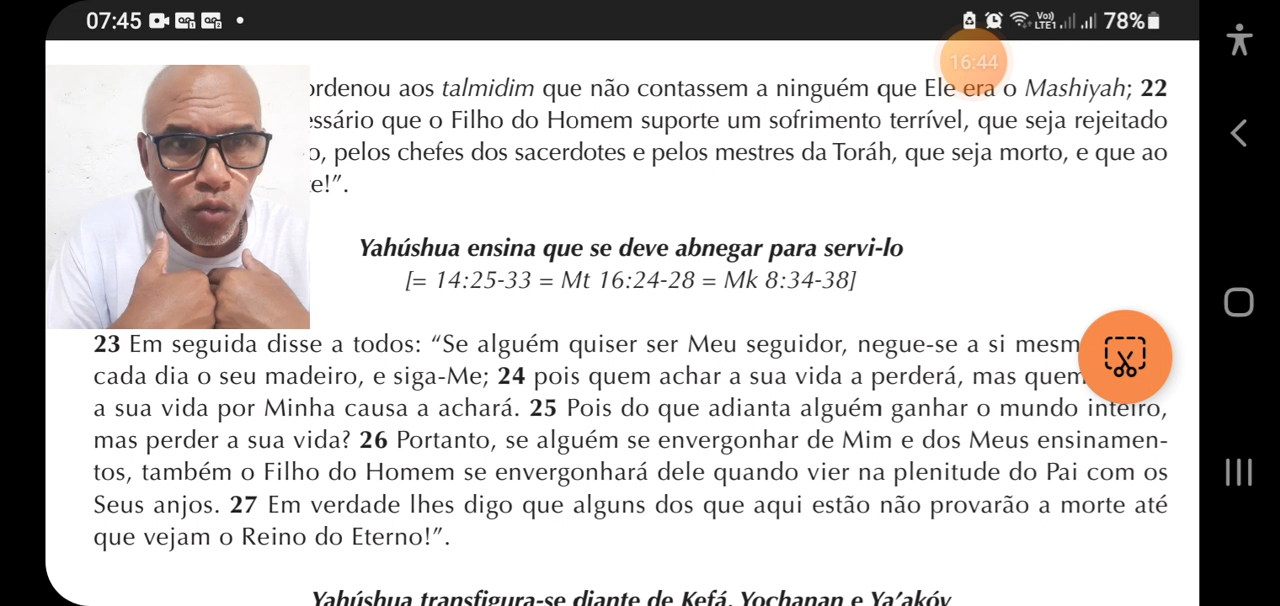 07:45
Vo)) LTE1 78%
16:44
ordenou aos talmidim que não contassem a ninguém que Ele era o Mashiyah; 22
que o Filho do Homem suporte um sofrimento terrível, que seja rejeitado
pelos chefes dos sacerdotes e pelos mestres da Toráh, que seja morto, e que ao
Yahúshua ensina que se deve abnegar para servi-lo
[= 14:25-33 = Mt 16:24-28 = Mk 8:34-38]
23 Em seguida disse a todos: “Se alguém quiser ser Meu seguidor, negue-se a si
cada dia o seu madeiro, e siga-Me; 24 pois quem achar a sua vida a perderá, mas quem
a sua vida por Minha causa a achará. 25 Pois do que adianta alguém ganhar o mundo inteiro,
mas perder a sua vida? 26 Portanto, se alguém se envergonhar de Mim e dos Meus ensinamen-
tos, também o Filho do Homem se envergonhará dele quando vier na plenitude do Pai com os
Seus anjos. 27 Em verdade lhes digo que alguns dos que aqui estão não provarão a morte até
que vejam o Reino do Eterno!”.
Yahúshua transfigura-se diante de Kefá, Yochanan e Ya’akóv